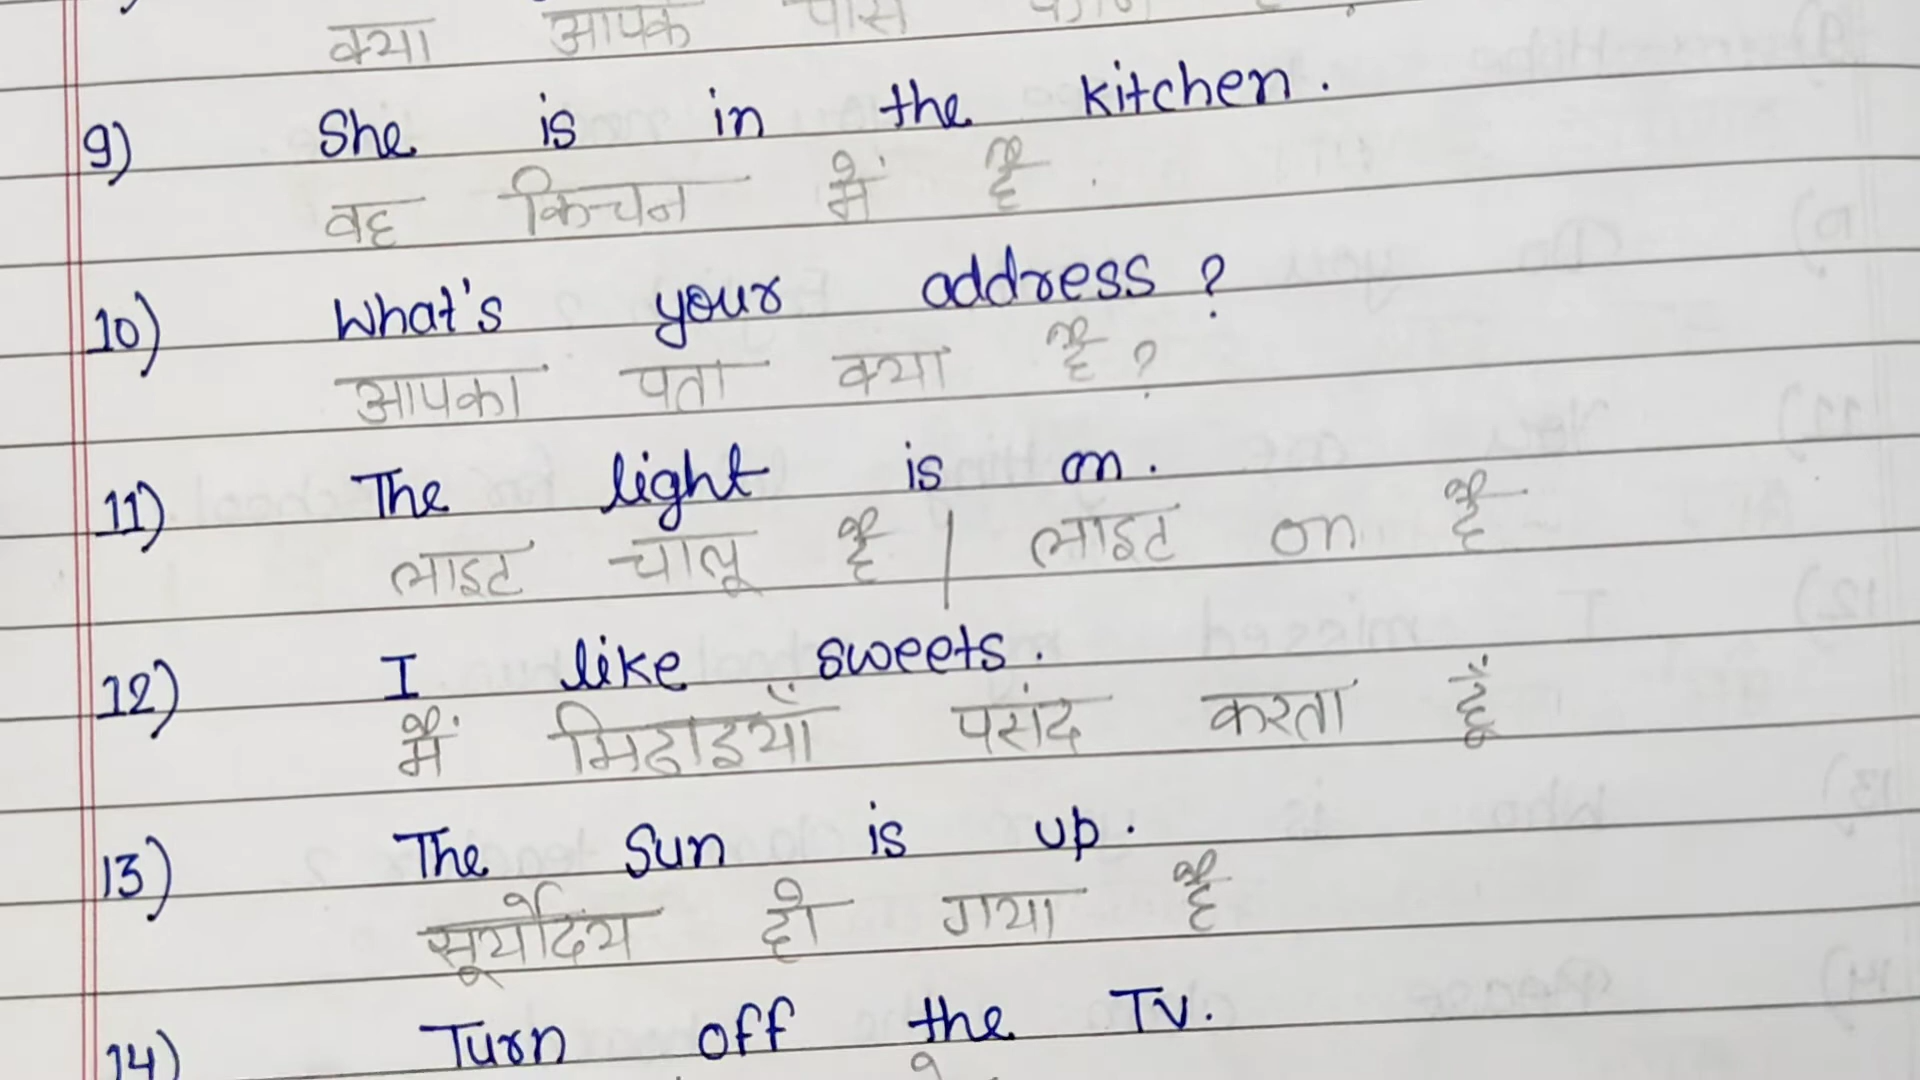 क्या आपके पास
9) She is in the kitchen.
वह किचन में है.
10) What's your address?
आपका पता क्या है?
11) The light is on.
लाइट चालू है | लॉइट on है
12) I like sweets.
मैं मिठाइयाँ पसंद करता हूँ
13) The Sun is up.
सूर्योदय हो गया है
14) Turn off the TV.